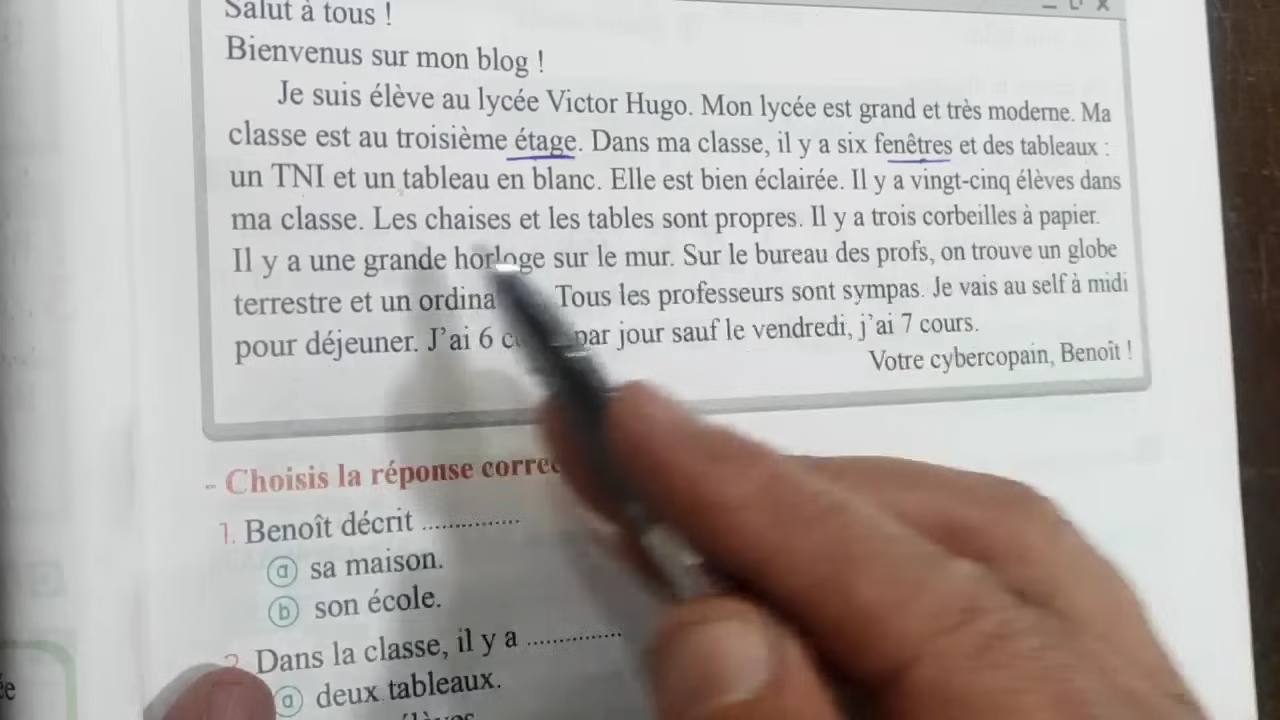 Salut à tous !
Bienvenus sur mon blog !
Je suis élève au lycée Victor Hugo. Mon lycée est grand et très moderne. Ma
classe est au troisième étage. Dans ma classe, il y a six fenêtres et des tableaux :
un TNI et un tableau en blanc. Elle est bien éclairée. Il y a vingt-cinq élèves dans
ma classe. Les chaises et les tables sont propres. Il y a trois corbeilles à papier.
Il y a une grande horloge sur le mur. Sur le bureau des profs, on trouve un globe
terrestre et un Tous les professeurs sont sympas. Je vais au self à midi
pour déjeuner. J'ai 6 par jour sauf le vendredi, j'ai 7 cours.
Votre cybercopain, Benoît !
- Choisis la réponse
1. Benoît décrit ...............
a sa maison.
b son école.
2. Dans la classe, il y a ...............
a deux tableaux.